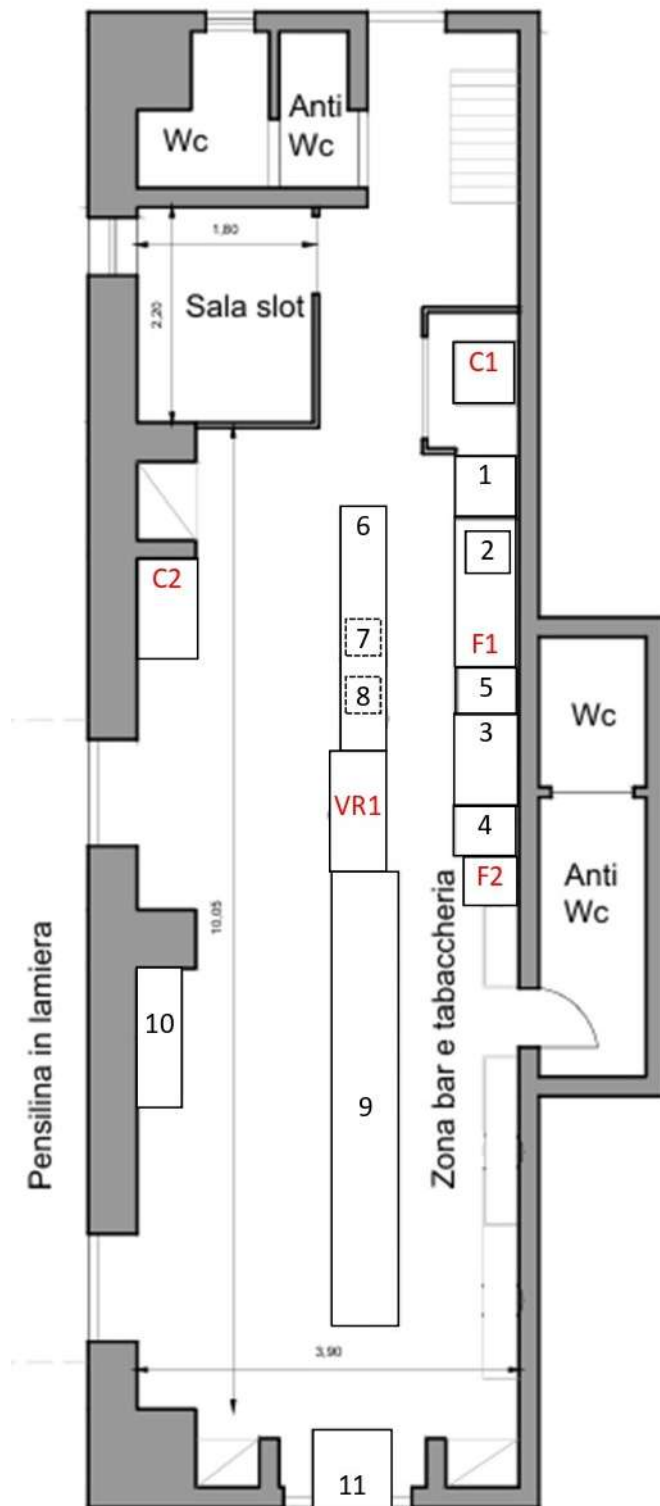 Wc
Anti
Wc
1,80
2,20
Sala slot
C1
1
2
F1
5
3
4
F2
C2
6
7
8
VR1
9
10
11
10,05
3,90
Wc
Anti
Wc
Pensilina in lamiera
Zona bar e tabaccheria